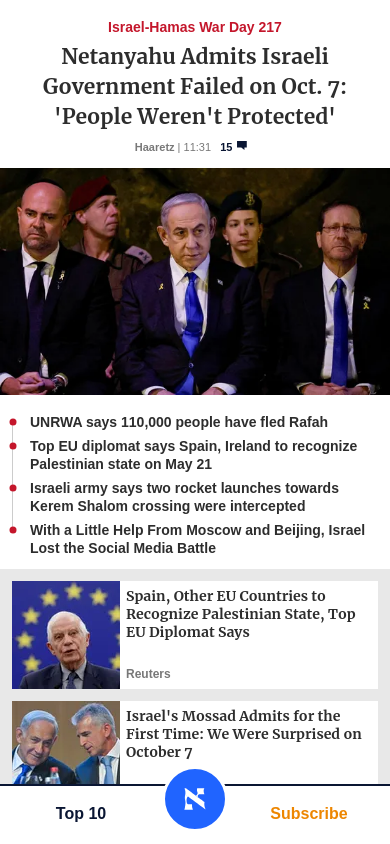 Israel-Hamas War Day 217
Netanyahu Admits Israeli
Government Failed on Oct. 7:
'People Weren't Protected'
Haaretz | 11:31 15
UNRWA says 110,000 people have fled Rafah
Top EU diplomat says Spain, Ireland to recognize
Palestinian state on May 21
Israeli army says two rocket launches towards
Kerem Shalom crossing were intercepted
With a Little Help From Moscow and Beijing, Israel
Lost the Social Media Battle
Spain, Other EU Countries to
Recognize Palestinian State, Top
EU Diplomat Says
Reuters
Israel's Mossad Admits for the
First Time: We Were Surprised on
October 7
Top 10
א
Subscribe